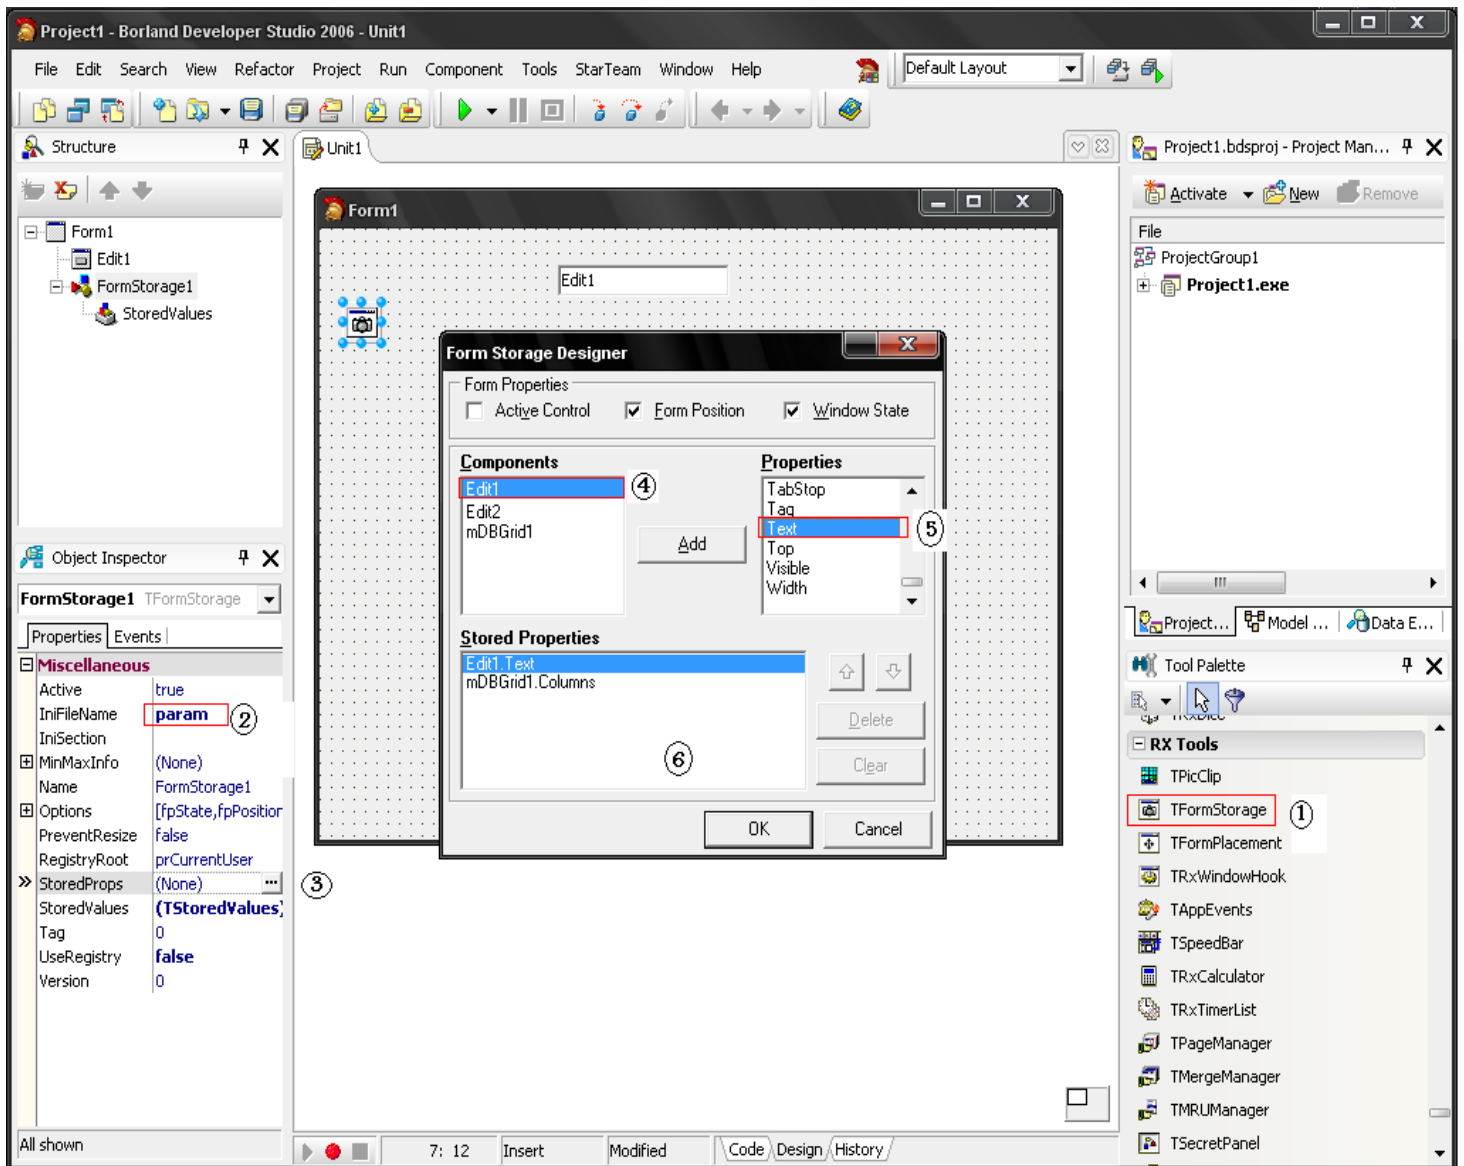 Project1 - Borland Developer Studio 2006 - Unit1
File Edit Search View Refactor Project Run Component Tools StarTeam Window Help
Default Layout
Structure
Form1
Edit1
FormStorage1
StoredValues
Object Inspector
FormStorage1 TFormStorage
Properties Events
Miscellaneous
Active true
IniFileName param ②
IniSection
MinMaxInfo (None)
Name FormStorage1
Options [fpState,fpPosition
PreventResize false
RegistryRoot prCurrentUser
StoredProps (None) ... ③
StoredValues (TStoredValues)
Tag 0
UseRegistry false
Version 0
All shown
Unit1
Form1
Edit1
Form Storage Designer
Form Properties
Active Control Form Position Window State
Components
Edit1 ④
Edit2
mDBGrid1
Add
Properties
TabStop
Tag
Text ⑤
Top
Visible
Width
Stored Properties
Edit1.Text
mDBGrid1.Columns
⑥
Delete
Clear
OK Cancel
7: 12 Insert Modified Code Design History
Project1.bdsproj - Project Man...
Activate New Remove
File
ProjectGroup1
Project1.exe
Project... Model ... Data E...
Tool Palette
RX Tools
TPicClip
TFormStorage ①
TFormPlacement
TRxWindowHook
TAppEvents
TSpeedBar
TRxCalculator
TRxTimerList
TPageManager
TMergeManager
TMRUManager
TSecretPanel